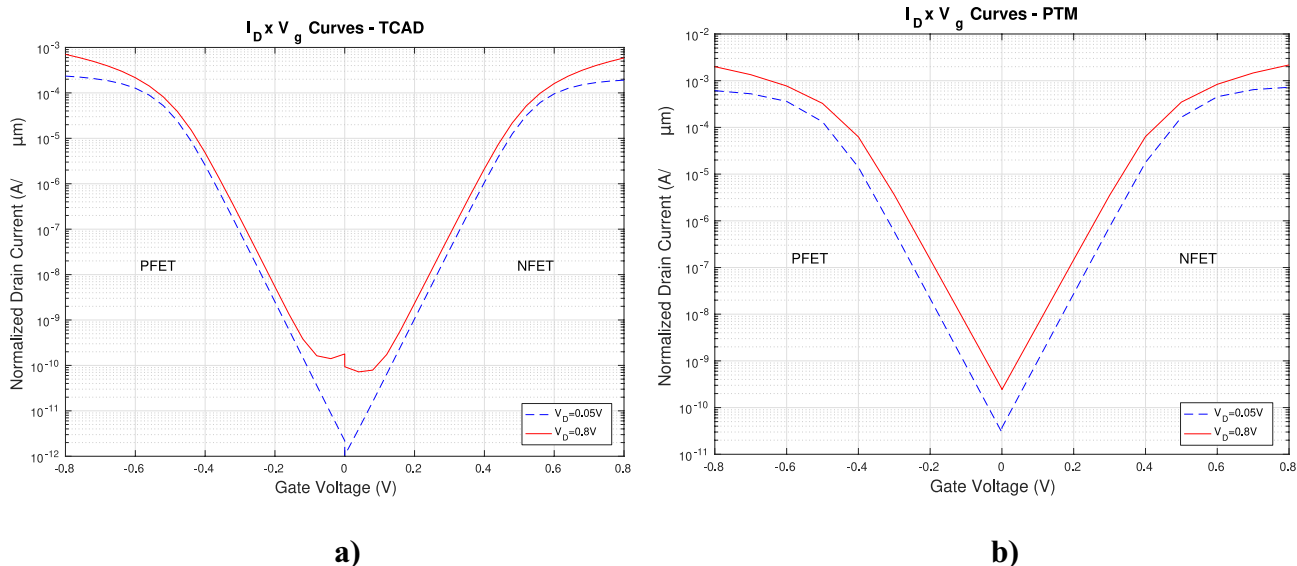 I_D x V_g Curves - TCAD
Normalized Drain Current (A/ μm)
10^-3
10^-4
10^-5
10^-6
10^-7
10^-8
10^-9
10^-10
10^-11
10^-12
PFET
NFET
V_D=0.05V
V_D=0.8V
-0.8
-0.6
-0.4
-0.2
0
0.2
0.4
0.6
0.8
Gate Voltage (V)
a)
I_D x V_g Curves - PTM
Normalized Drain Current (A/ μm)
10^-2
10^-3
10^-4
10^-5
10^-6
10^-7
10^-8
10^-9
10^-10
10^-11
PFET
NFET
V_D=0.05V
V_D=0.8V
-0.8
-0.6
-0.4
-0.2
0
0.2
0.4
0.6
0.8
Gate Voltage (V)
b)